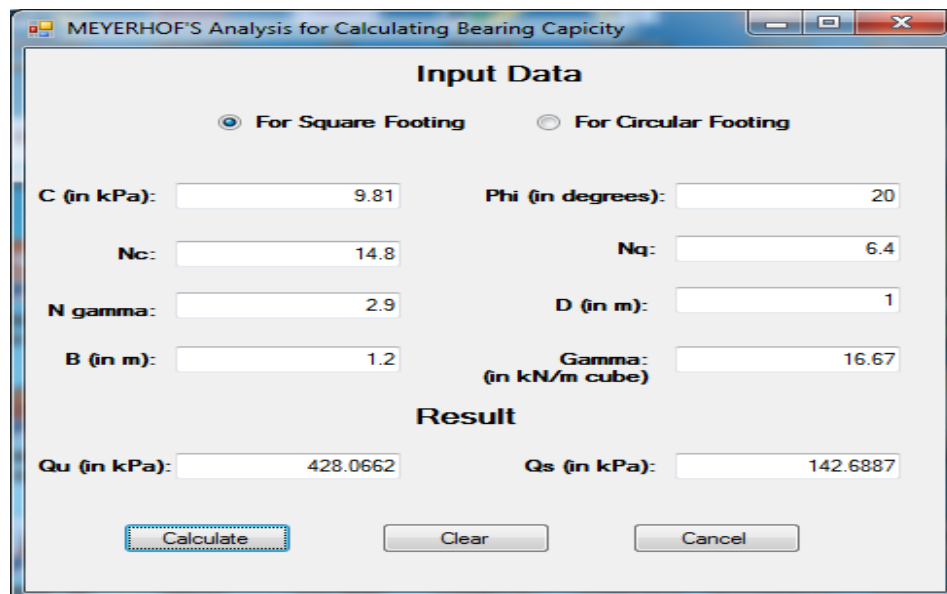 MEYERHOF'S Analysis for Calculating Bearing Capicity
Input Data
For Square Footing For Circular Footing
C (in kPa): 9.81 Phi (in degrees): 20
Nc: 14.8 Nq: 6.4
N gamma: 2.9 D (in m): 1
B (in m): 1.2 Gamma: 16.67
(in kN/m cube)
Result
Qu (in kPa): 428.0662 Qs (in kPa): 142.6887
Calculate Clear Cancel